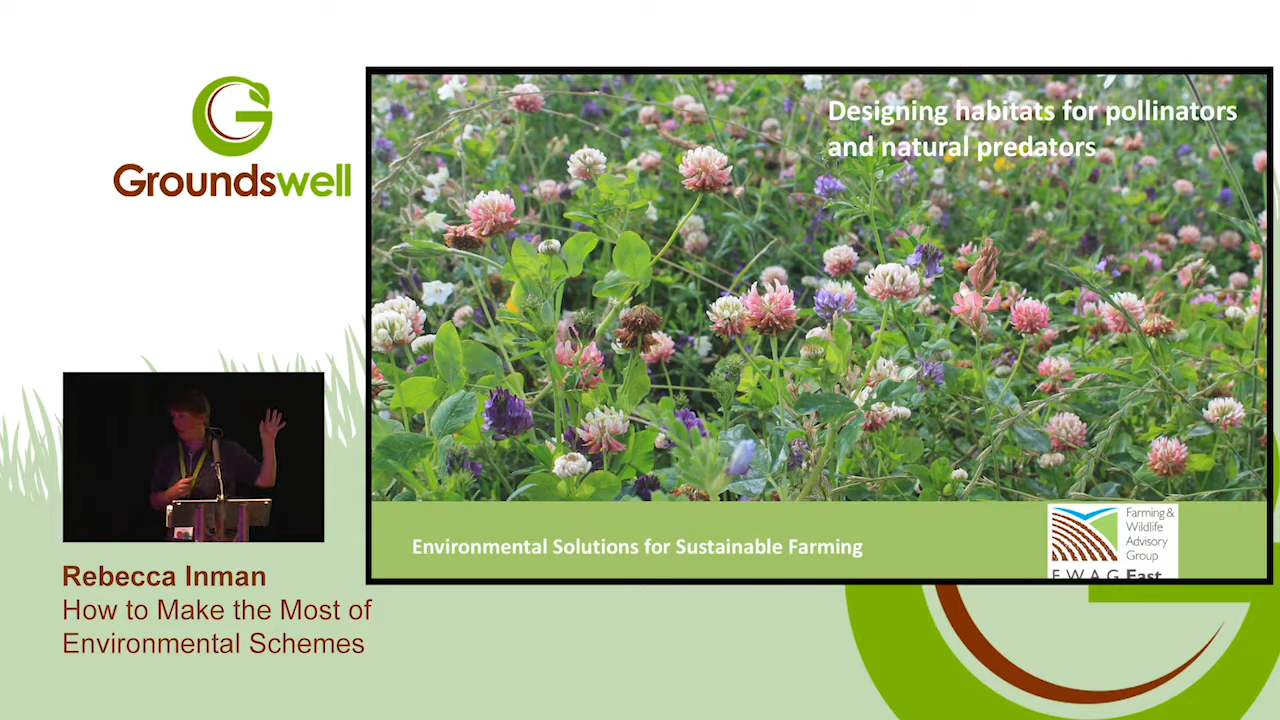 Groundswell
Designing habitats for pollinators
and natural predators
Environmental Solutions for Sustainable Farming
Farming &
Wildlife
Advisory
Group
F W A G East
Rebecca Inman
How to Make the Most of
Environmental Schemes